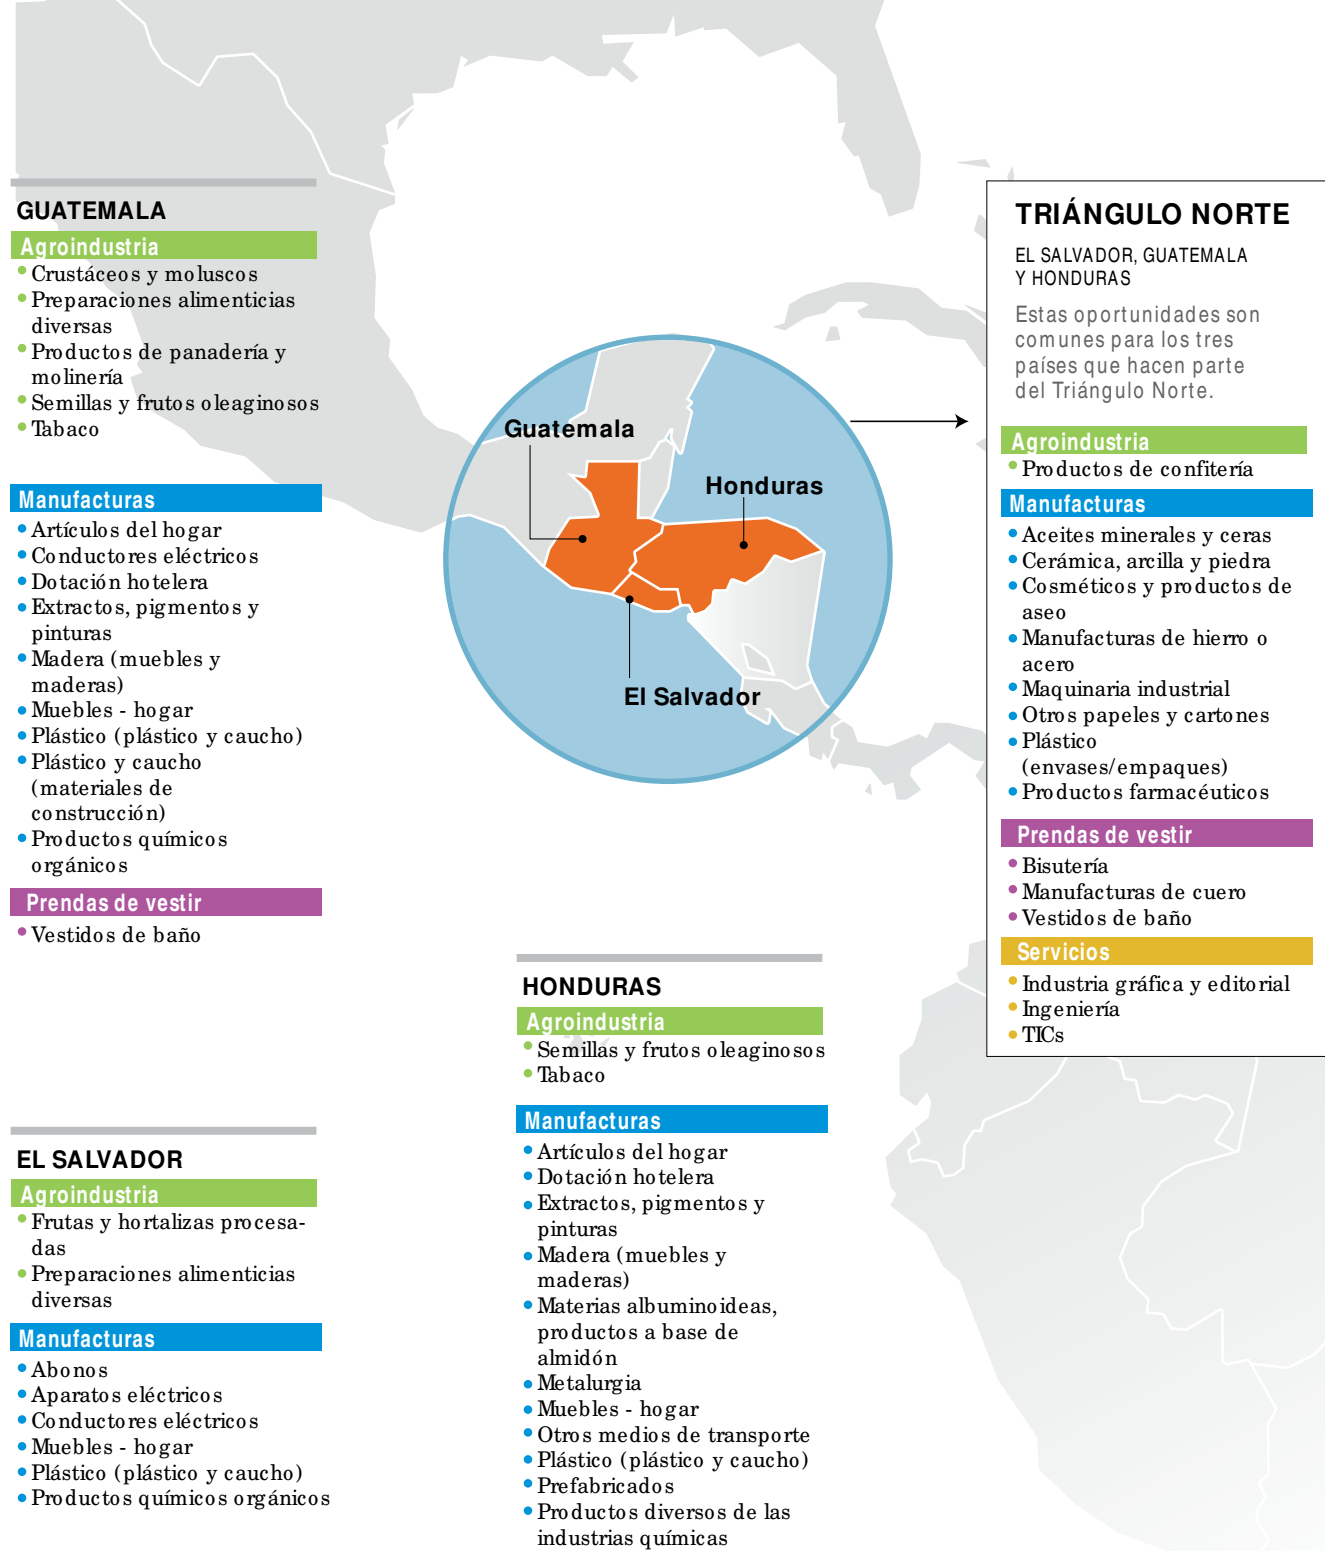 GUATEMALA
Agroindustria
Crustáceos y moluscos
Preparaciones alimenticias
diversas
Productos de panadería y
molinería
Semillas y frutos oleaginosos
Tabaco
Manufacturas
Artículos del hogar
Conductores eléctricos
Dotación hotelera
Extractos, pigmentos y
pinturas
Madera (muebles y
maderas)
Muebles - hogar
Plástico (plástico y caucho)
Plástico y caucho
(materiales de
construcción)
Productos químicos
orgánicos
Prendas de vestir
Vestidos de baño
EL SALVADOR
Agroindustria
Frutas y hortalizas procesa-
das
Preparaciones alimenticias
diversas
Manufacturas
Abonos
Aparatos eléctricos
Conductores eléctricos
Muebles - hogar
Plástico (plástico y caucho)
Productos químicos orgánicos
Guatemala
Honduras
El Salvador
HONDURAS
Agroindustria
Semillas y frutos oleaginosos
Tabaco
Manufacturas
Artículos del hogar
Dotación hotelera
Extractos, pigmentos y
pinturas
Madera (muebles y
maderas)
Materias albuminoideas,
productos a base de
almidón
Metalurgia
Muebles - hogar
Otros medios de transporte
Plástico (plástico y caucho)
Prefabricados
Productos diversos de las
industrias químicas
TRIÁNGULO NORTE
EL SALVADOR, GUATEMALA
Y HONDURAS
Estas oportunidades son
comunes para los tres
países que hacen parte
del Triángulo Norte.
Agroindustria
Productos de confitería
Manufacturas
Aceites minerales y ceras
Cerámica, arcilla y piedra
Cosméticos y productos de
aseo
Manufacturas de hierro o
acero
Maquinaria industrial
Otros papeles y cartones
Plástico
(envases/empaques)
Productos farmacéuticos
Prendas de vestir
Bisutería
Manufacturas de cuero
Vestidos de baño
Servicios
Industria gráfica y editorial
Ingeniería
TICs